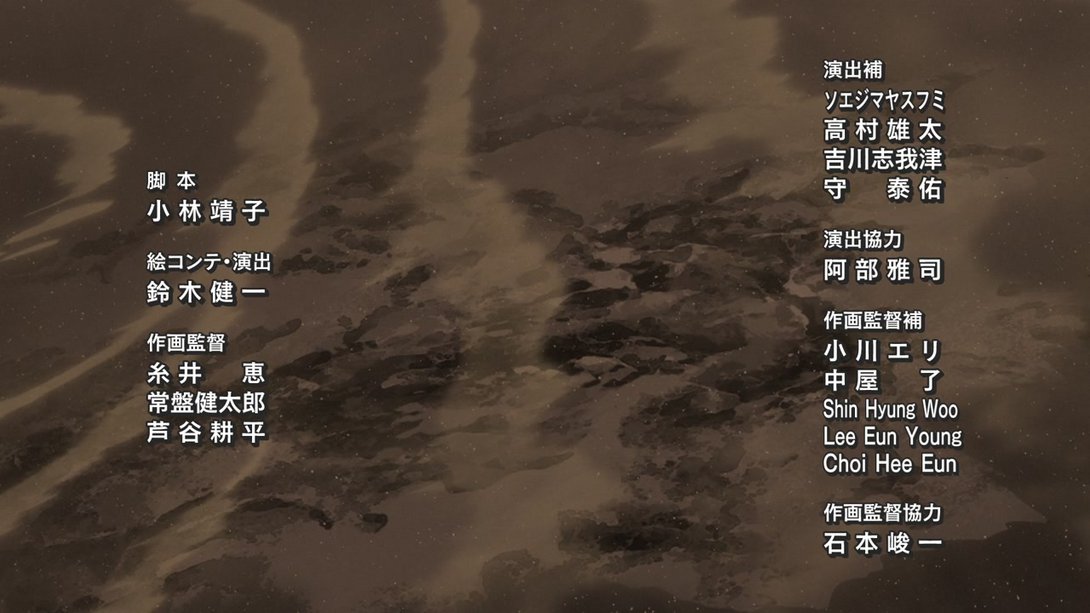 脚本
小林靖子
絵コンテ・演出
鈴木健一
作画監督
糸井 恵
常盤健太郎
芦谷耕平
演出補
ソエジマヤスフミ
高村雄太
吉川志我津
守 泰佑
演出協力
阿部雅司
作画監督補
小川エリ
中屋 了
Shin Hyung Woo
Lee Eun Young
Choi Hee Eun
作画監督協力
石本峻一